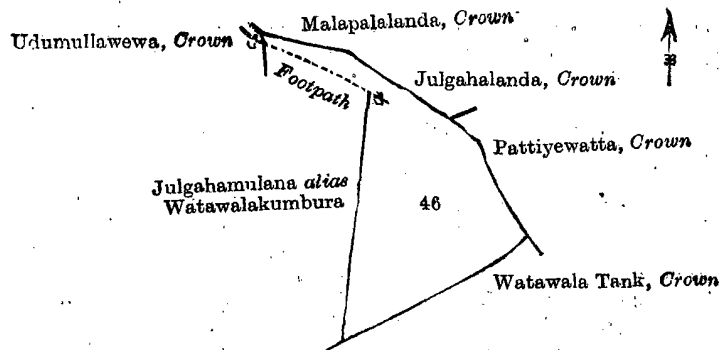 Malapalalanda, Crown
Udumullawewa, Crown
Footpath
Julgahalanda, Crown
Pattiyewatta, Crown
Julgahamulana alias
Watawalakumbura
46
Watawala Tank, Crown